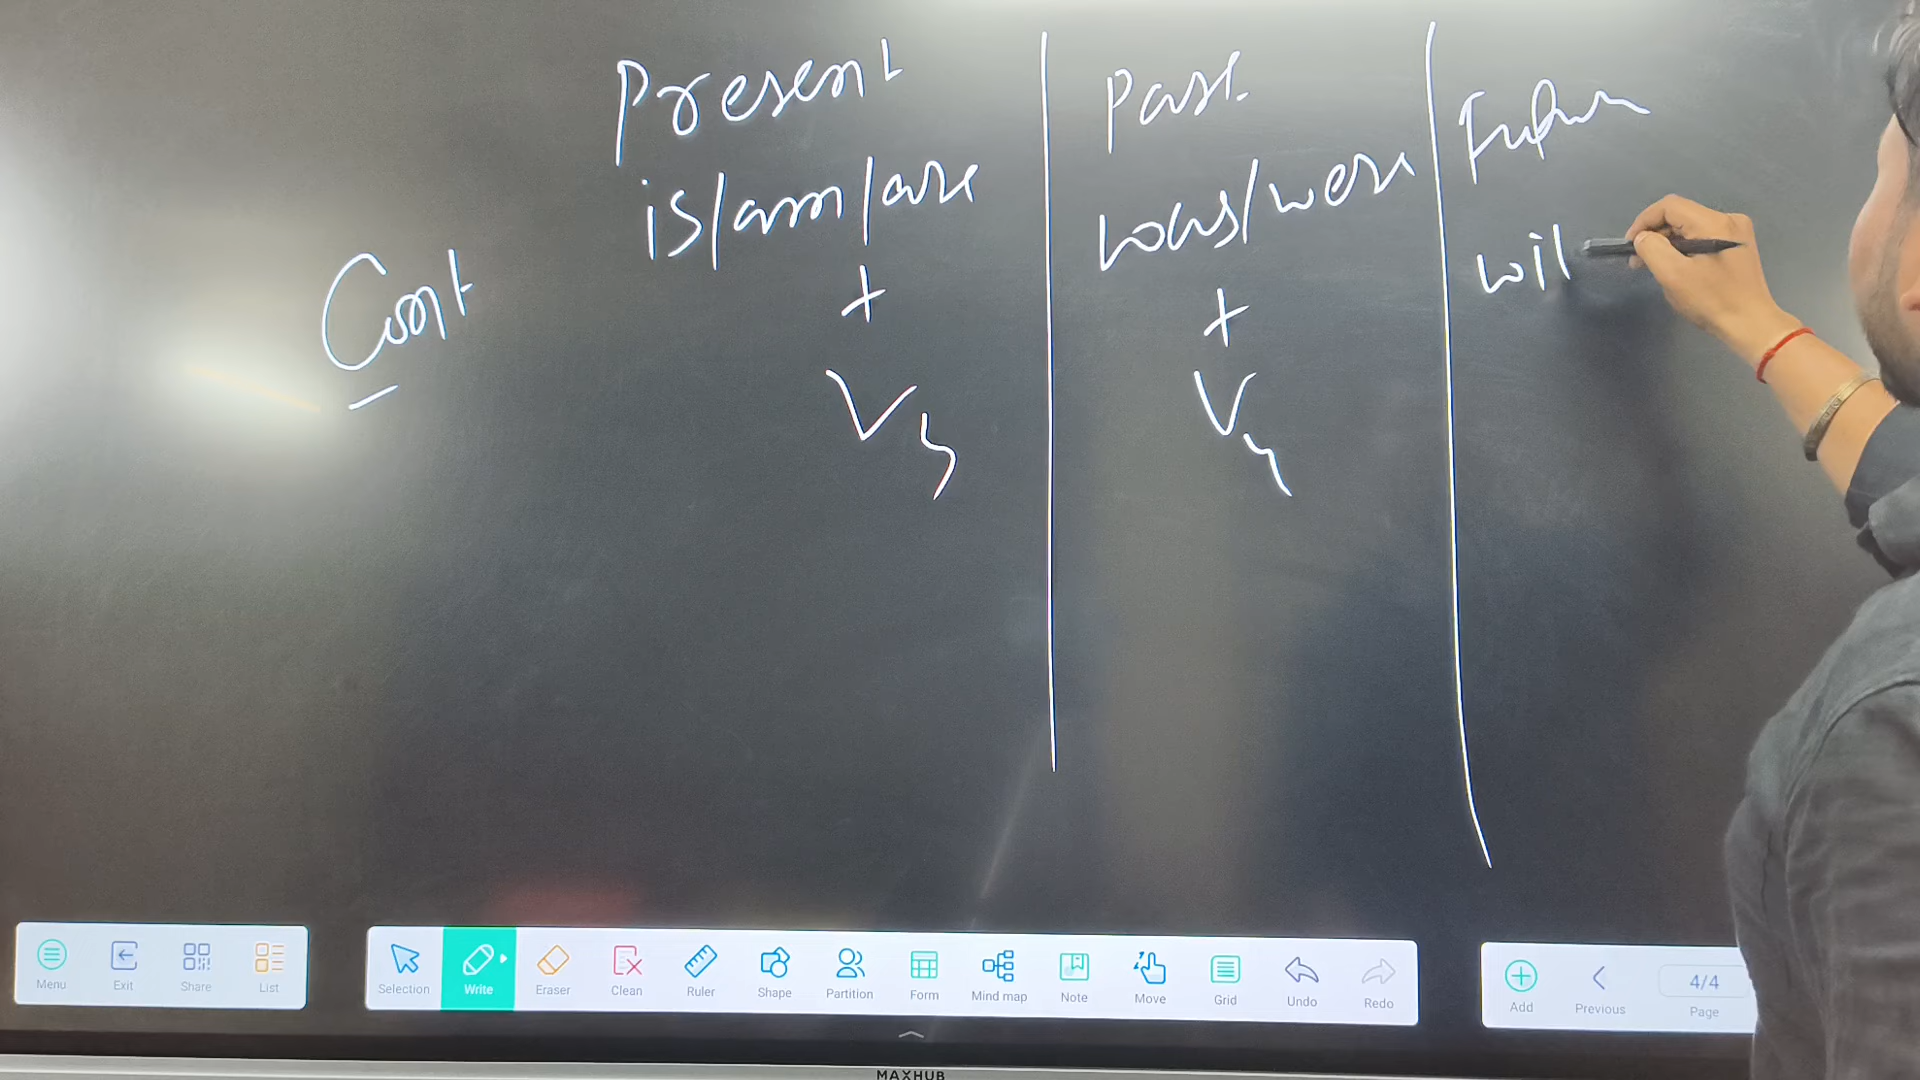 Present
Past
Future
is/am/are
was/were
wil
Cont
+
+
V4
V4
Menu
Exit
Share
List
Selection
Write
Eraser
Clean
Ruler
Shape
Partition
Form
Mind map
Note
Move
Grid
Undo
Redo
Add
Previous
4/4
Page
MAXHUB